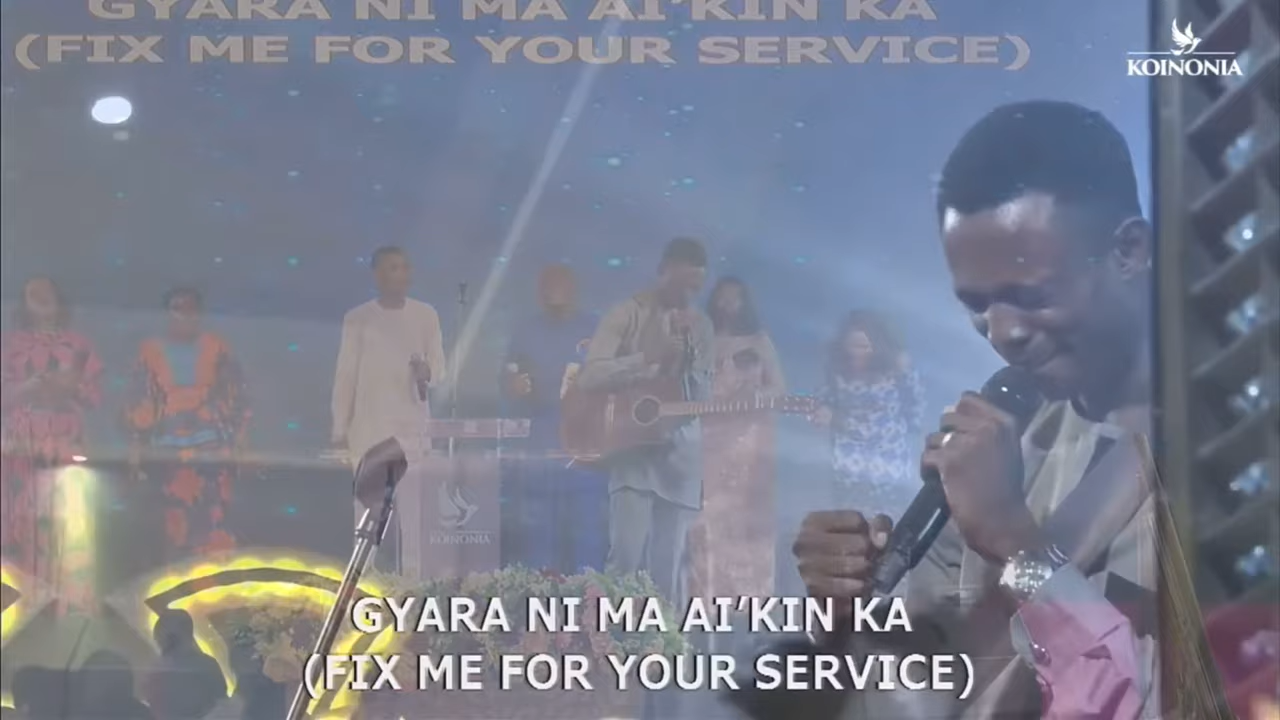 GYARA NI MA AI'KIN KA
(FIX ME FOR YOUR SERVICE)
KOINONIA
KOINONIA
GYARA NI MA AI'KIN KA
(FIX ME FOR YOUR SERVICE)